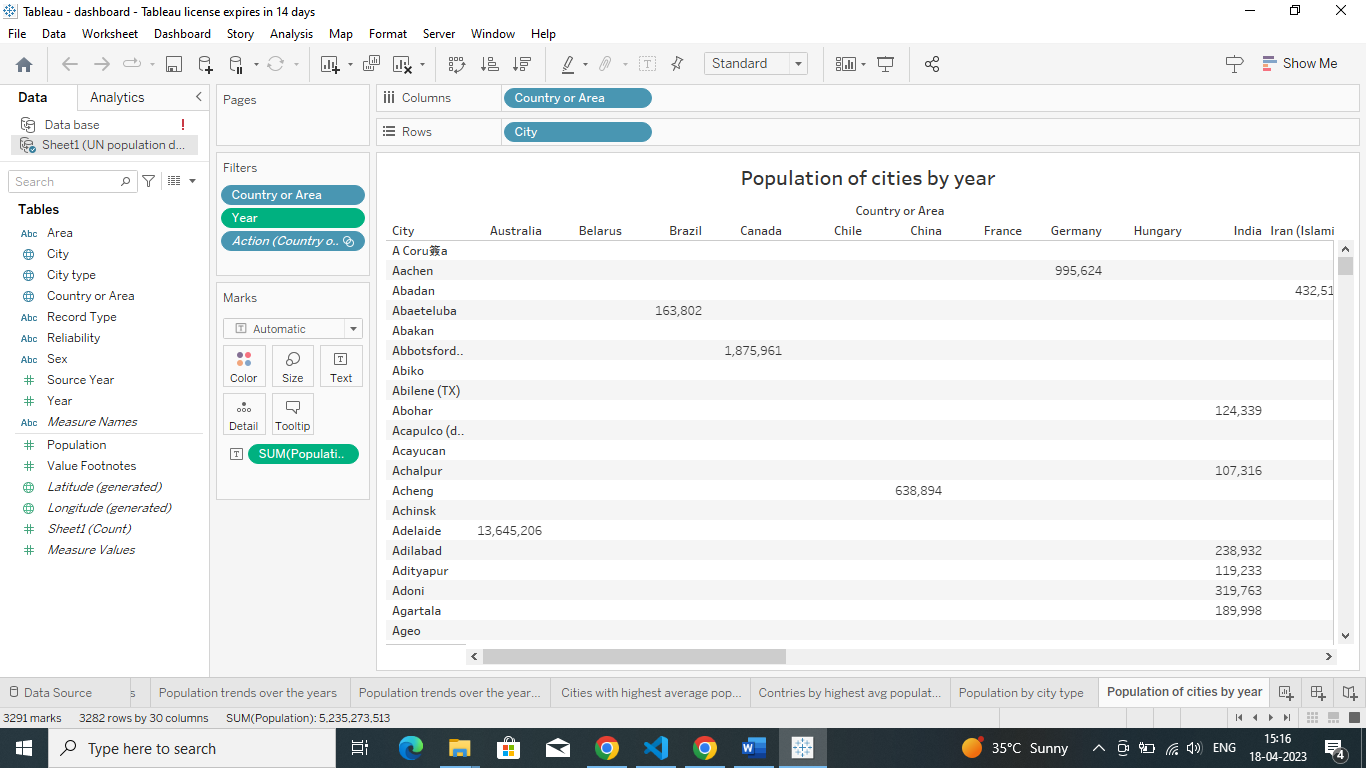 Tableau - dashboard - Tableau license expires in 14 days
File Data Worksheet Dashboard Story Analysis Map Format Server Window Help
Standard Show Me
Data Analytics
Data base !
Sheet1 (UN population d...
Search
Tables
Abc Area
City
City type
Country or Area
Abc Record Type
Abc Reliability
Abc Sex
Source Year
Year
Abc Measure Names
Population
Value Footnotes
Latitude (generated)
Longitude (generated)
Sheet1 (Count)
Measure Values
Pages
Filters
Country or Area
Year
Action (Country o..
Marks
Automatic
Color Size Text
Detail Tooltip
SUM(Populati..
Columns Country or Area
Rows City
Population of cities by year
Country or Area
City Australia Belarus Brazil Canada Chile China France Germany Hungary India Iran (Islami
A Coru簽a
Aachen 995,624
Abadan 432,51
Abaeteluba 163,802
Abakan
Abbotsford.. 1,875,961
Abiko
Abilene (TX)
Abohar 124,339
Acapulco (d..
Acayucan
Achalpur 107,316
Acheng 638,894
Achinsk
Adelaide 13,645,206
Adilabad 238,932
Adityapur 119,233
Adoni 319,763
Agartala 189,998
Ageo
Data Source s Population trends over the years Population trends over the year... Cities with highest average pop... Contries by highest avg populat... Population by city type Population of cities by year
3291 marks 3282 rows by 30 columns SUM(Population): 5,235,273,513
Type here to search 35°C Sunny ENG 15:16
18-04-2023 4